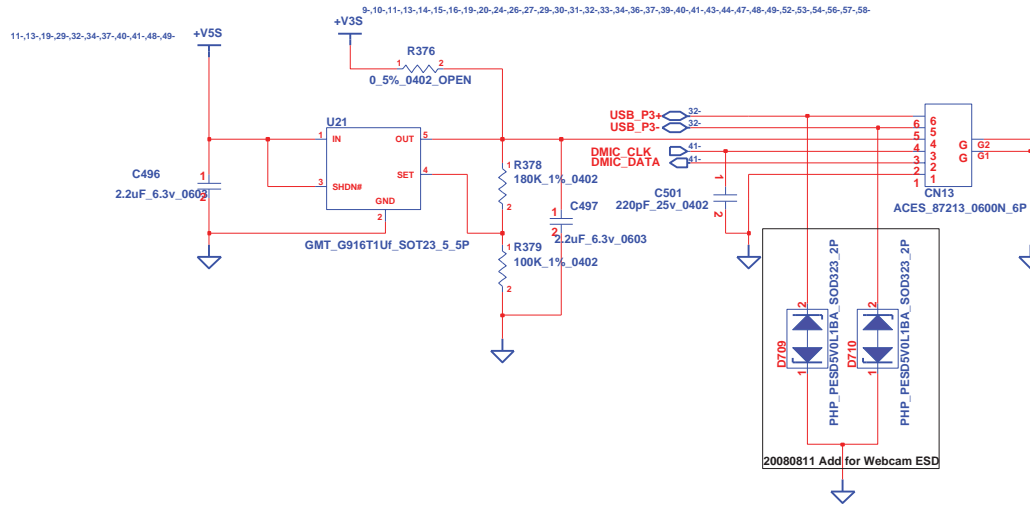 9-,10-,11-,13-,14-,15-,16-,19-,20-,24-,26-,27-,29-,30-,31-,32-,33-,34-,36-,37-,39-,40-,41-,43-,44-,47-,48-,49-,52-,53-,54-,56-,57-,58-
+V5S
+V3S
11-,13-,19-,29-,32-,34-,37-,40-,41-,48-,49-
R376
1
2
0_5%_0402_OPEN
U21
1
IN
OUT
5
3
SHDN#
SET
4
GND
2
GMT_G916T1Uf_SOT23_5_5P
C496
1
2.2uF_6.3v_0603
2
1
R378
180K_1%_0402
2
C497
1
2
2.2uF_6.3v_0603
1
R379
100K_1%_0402
2
USB_P3+
32-
USB_P3-
32-
DMIC_CLK
41-
DMIC_DATA
41-
1
C501
220pF_25v_0402
2
6
5
4
3
2
1
6
5
4
3
2
1
G
G2
G
G1
CN13
ACES_87213_0600N_6P
2
D709
1
PHP_PESD5V0L1BA_SOD323_2P
2
D710
1
PHP_PESD5V0L1BA_SOD323_2P
20080811 Add for Webcam ESD